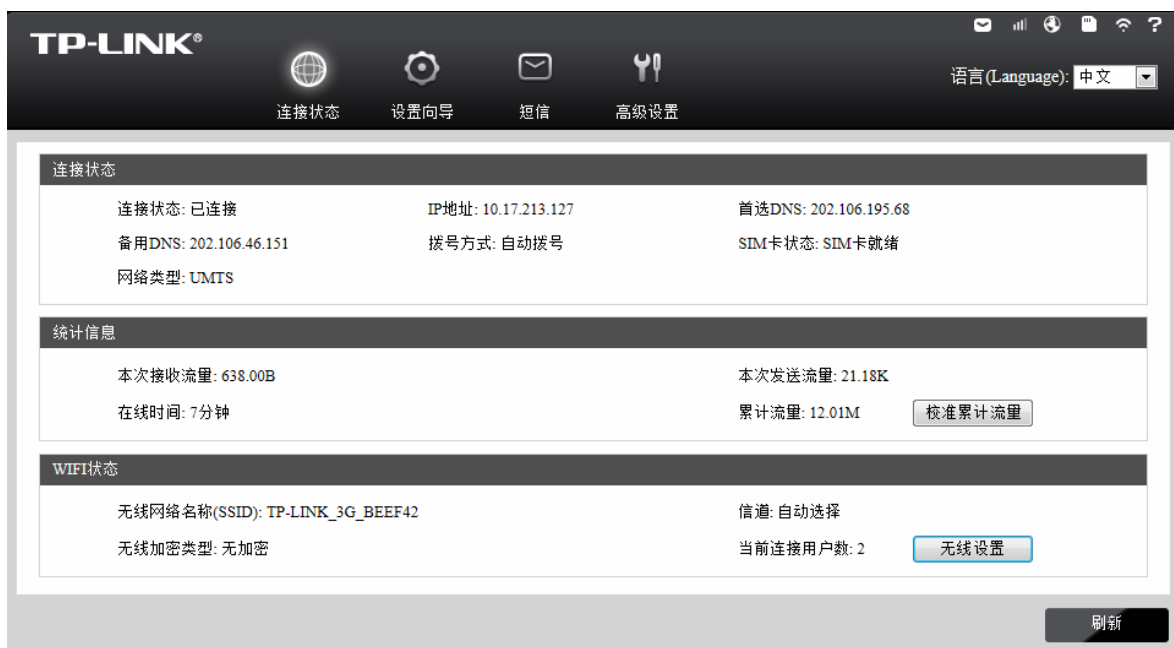 TP-LINK®
语言(Language): 中文
连接状态 设置向导 短信 高级设置
连接状态
连接状态: 已连接 IP地址: 10.17.213.127 首选DNS: 202.106.195.68
备用DNS: 202.106.46.151 拨号方式: 自动拨号 SIM卡状态: SIM卡就绪
网络类型: UMTS
统计信息
本次接收流量: 638.00B 本次发送流量: 21.18K
在线时间: 7分钟 累计流量: 12.01M 校准累计流量
WIFI状态
无线网络名称(SSID): TP-LINK_3G_BEEF42 信道: 自动选择
无线加密类型: 无加密 当前连接用户数: 2 无线设置
刷新